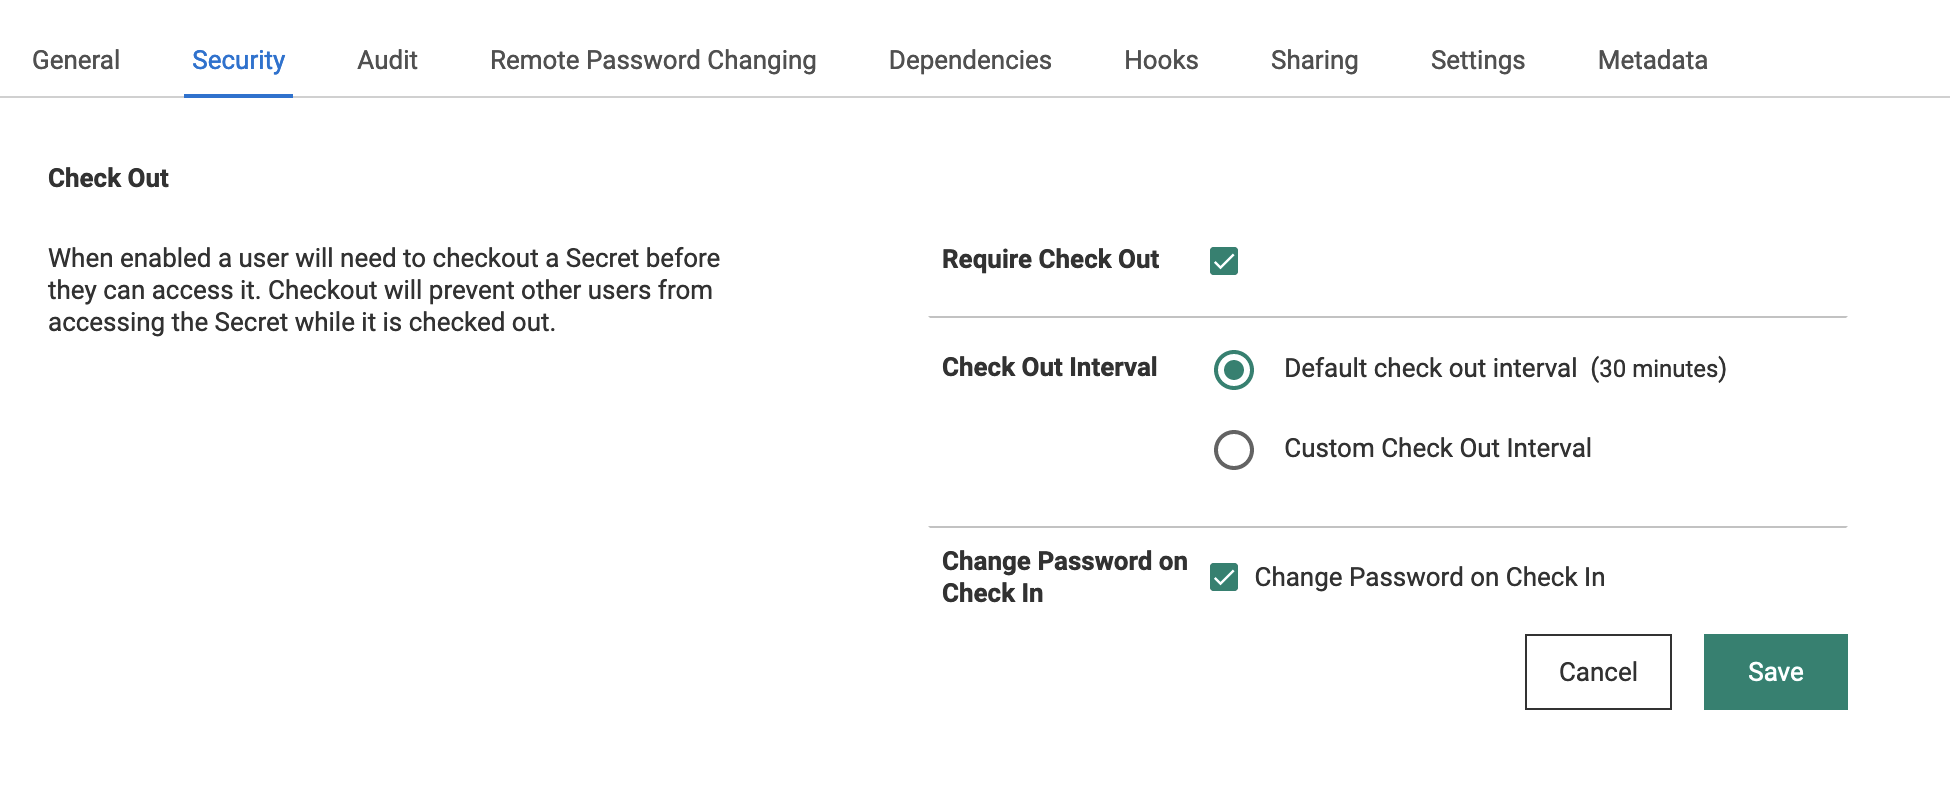 General Security Audit Remote Password Changing Dependencies Hooks Sharing Settings Metadata
Check Out
When enabled a user will need to checkout a Secret before
they can access it. Checkout will prevent other users from
accessing the Secret while it is checked out.
Require Check Out
Check Out Interval
Default check out interval (30 minutes)
Custom Check Out Interval
Change Password on
Check In
Change Password on Check In
Cancel Save